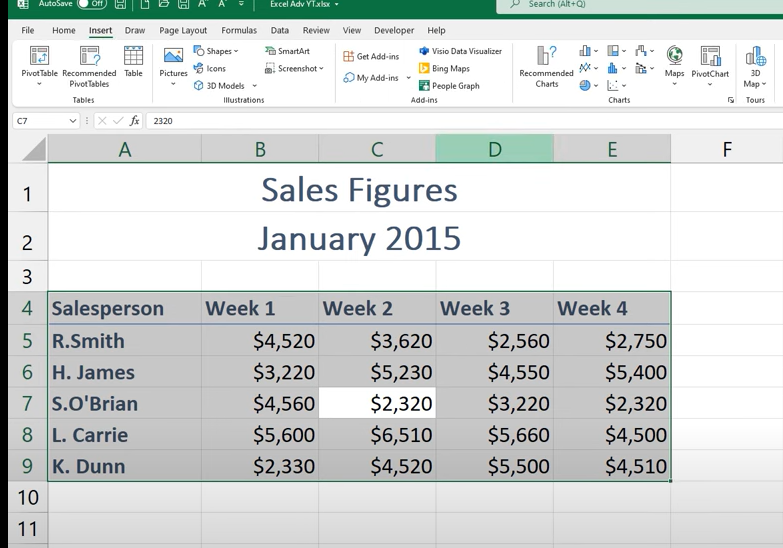 AutoSave Off Excel Adv YT.xlsx Search (Alt+Q)
File Home Insert Draw Page Layout Formulas Data Review View Developer Help
PivotTable Recommended PivotTables Table Pictures Shapes Icons 3D Models SmartArt Screenshot Get Add-ins My Add-ins Visio Data Visualizer Bing Maps People Graph Recommended Charts Maps PivotChart 3D Map
Tables Illustrations Add-ins Charts Tours
C7 fx 2320
A B C D E F
1 Sales Figures
2 January 2015
3
4 Salesperson Week 1 Week 2 Week 3 Week 4
5 R.Smith $4,520 $3,620 $2,560 $2,750
6 H. James $3,220 $5,230 $4,550 $5,400
7 S.O'Brian $4,560 $2,320 $3,220 $2,320
8 L. Carrie $5,600 $6,510 $5,660 $4,500
9 K. Dunn $2,330 $4,520 $5,500 $4,510
10
11